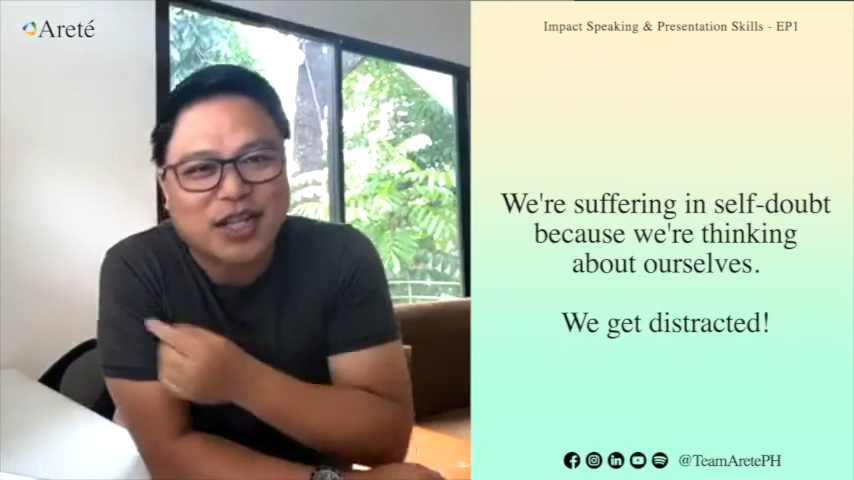 Areté
Impact Speaking & Presentation Skills - EP1
We're suffering in self-doubt
because we're thinking
about ourselves.
We get distracted!
@TeamAretePH